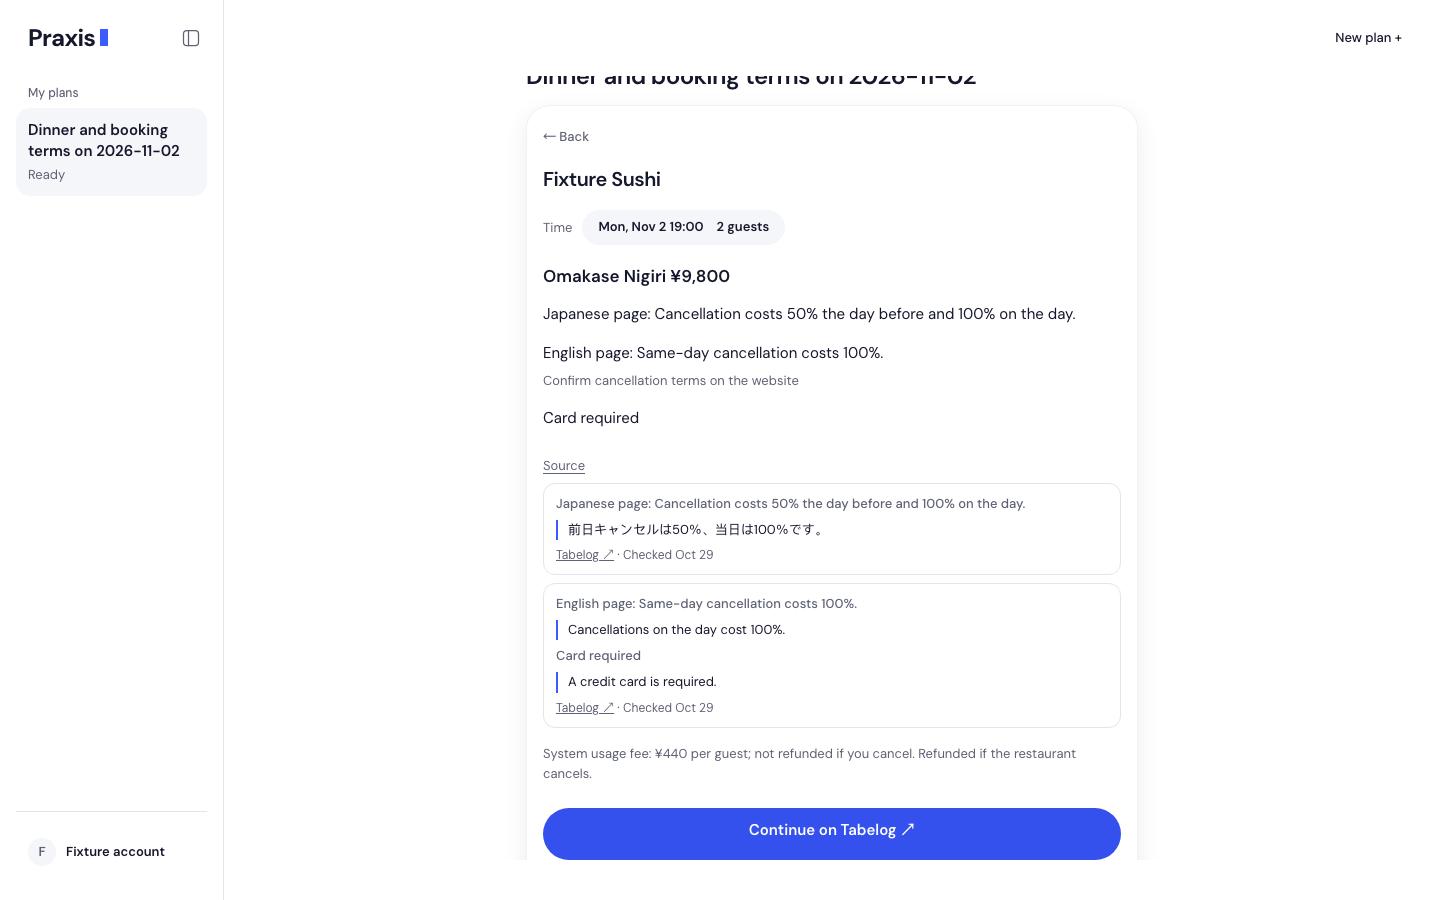 Praxis
New plan +
My plans
Dinner and booking
terms on 2026-11-02
Ready
Dinner and booking terms on 2026-11-02
← Back
Fixture Sushi
Time Mon, Nov 2 19:00 2 guests
Omakase Nigiri ¥9,800
Japanese page: Cancellation costs 50% the day before and 100% on the day.
English page: Same-day cancellation costs 100%.
Confirm cancellation terms on the website
Card required
Source
Japanese page: Cancellation costs 50% the day before and 100% on the day.
前日キャンセルは50%、当日は100%です。
Tabelog ↗ · Checked Oct 29
English page: Same-day cancellation costs 100%.
Cancellations on the day cost 100%.
Card required
A credit card is required.
Tabelog ↗ · Checked Oct 29
System usage fee: ¥440 per guest; not refunded if you cancel. Refunded if the restaurant
cancels.
Continue on Tabelog ↗
F Fixture account